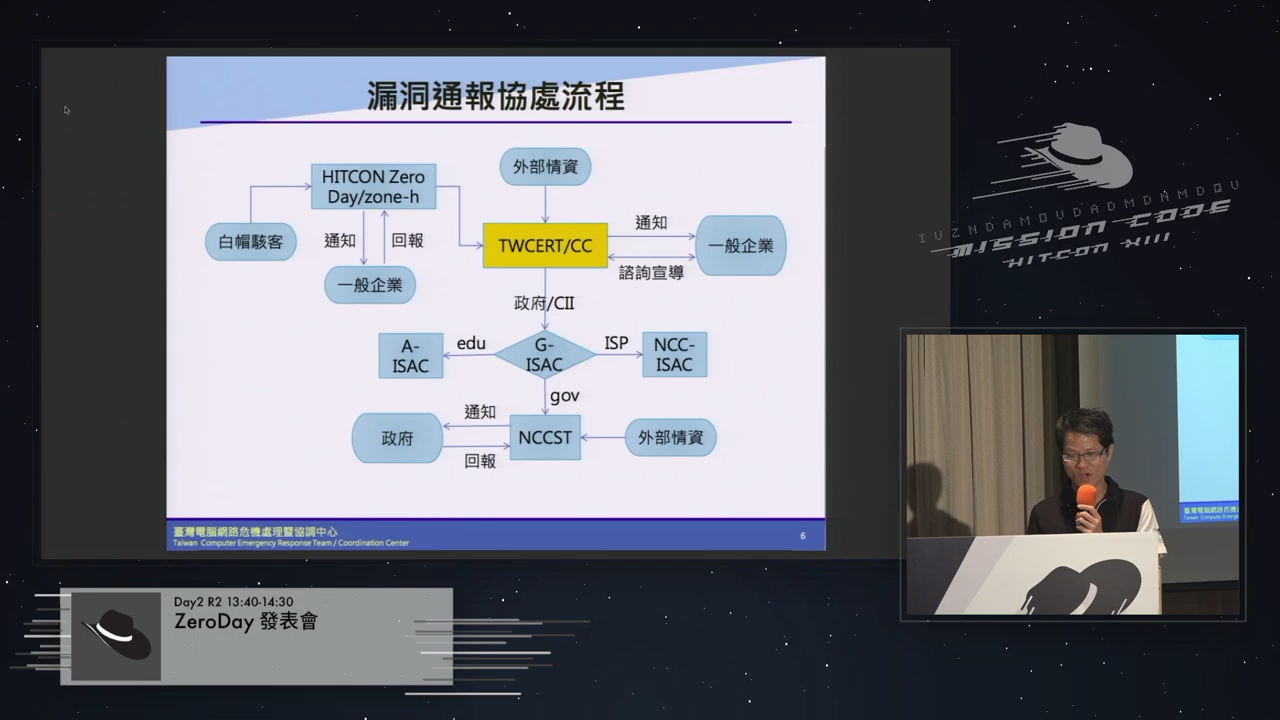 漏洞通報協處流程
外部情資
HITCON Zero
Day/zone-h
白帽駭客
通知
回報
一般企業
TWCERT/CC
通知
諮詢宣導
一般企業
政府/CII
A-
ISAC
edu
G-
ISAC
ISP
NCC-
ISAC
gov
政府
通知
回報
NCCST
外部情資
臺灣電腦網路危機處理暨協調中心
Taiwan Computer Emergency Response Team / Coordination Center
6
IVZNDAMOVDADMDNMDQU
MISSION CODE
HITCON XIII
Day2 R2 13:40-14:30
ZeroDay 發表會